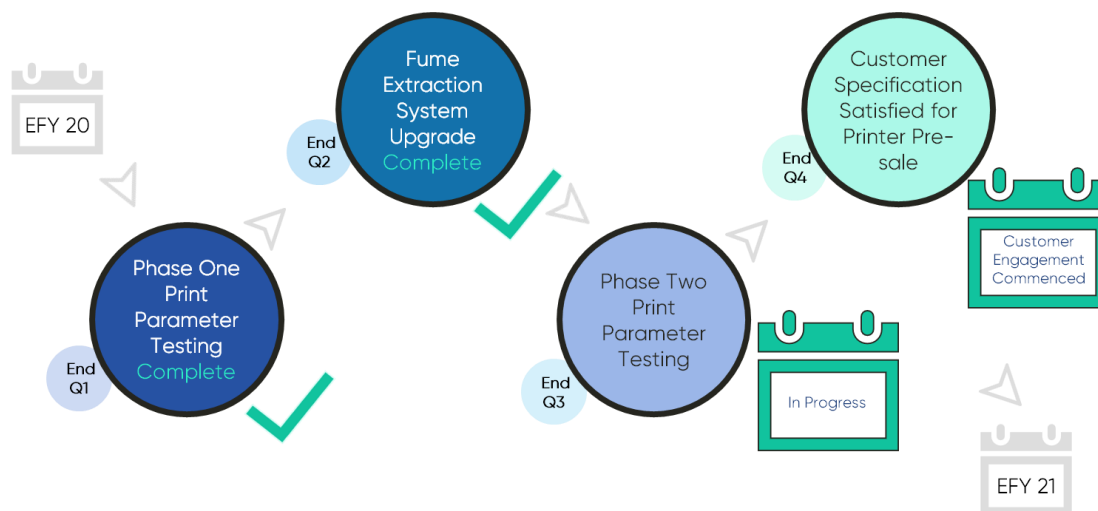 EFY 20
End
Q1
Phase One
Print
Parameter
Testing
Complete
End
Q2
Fume
Extraction
System
Upgrade
Complete
End
Q3
Phase Two
Print
Parameter
Testing
In Progress
End
Q4
Customer
Specification
Satisfied for
Printer Pre-
sale
Customer
Engagement
Commenced
EFY 21